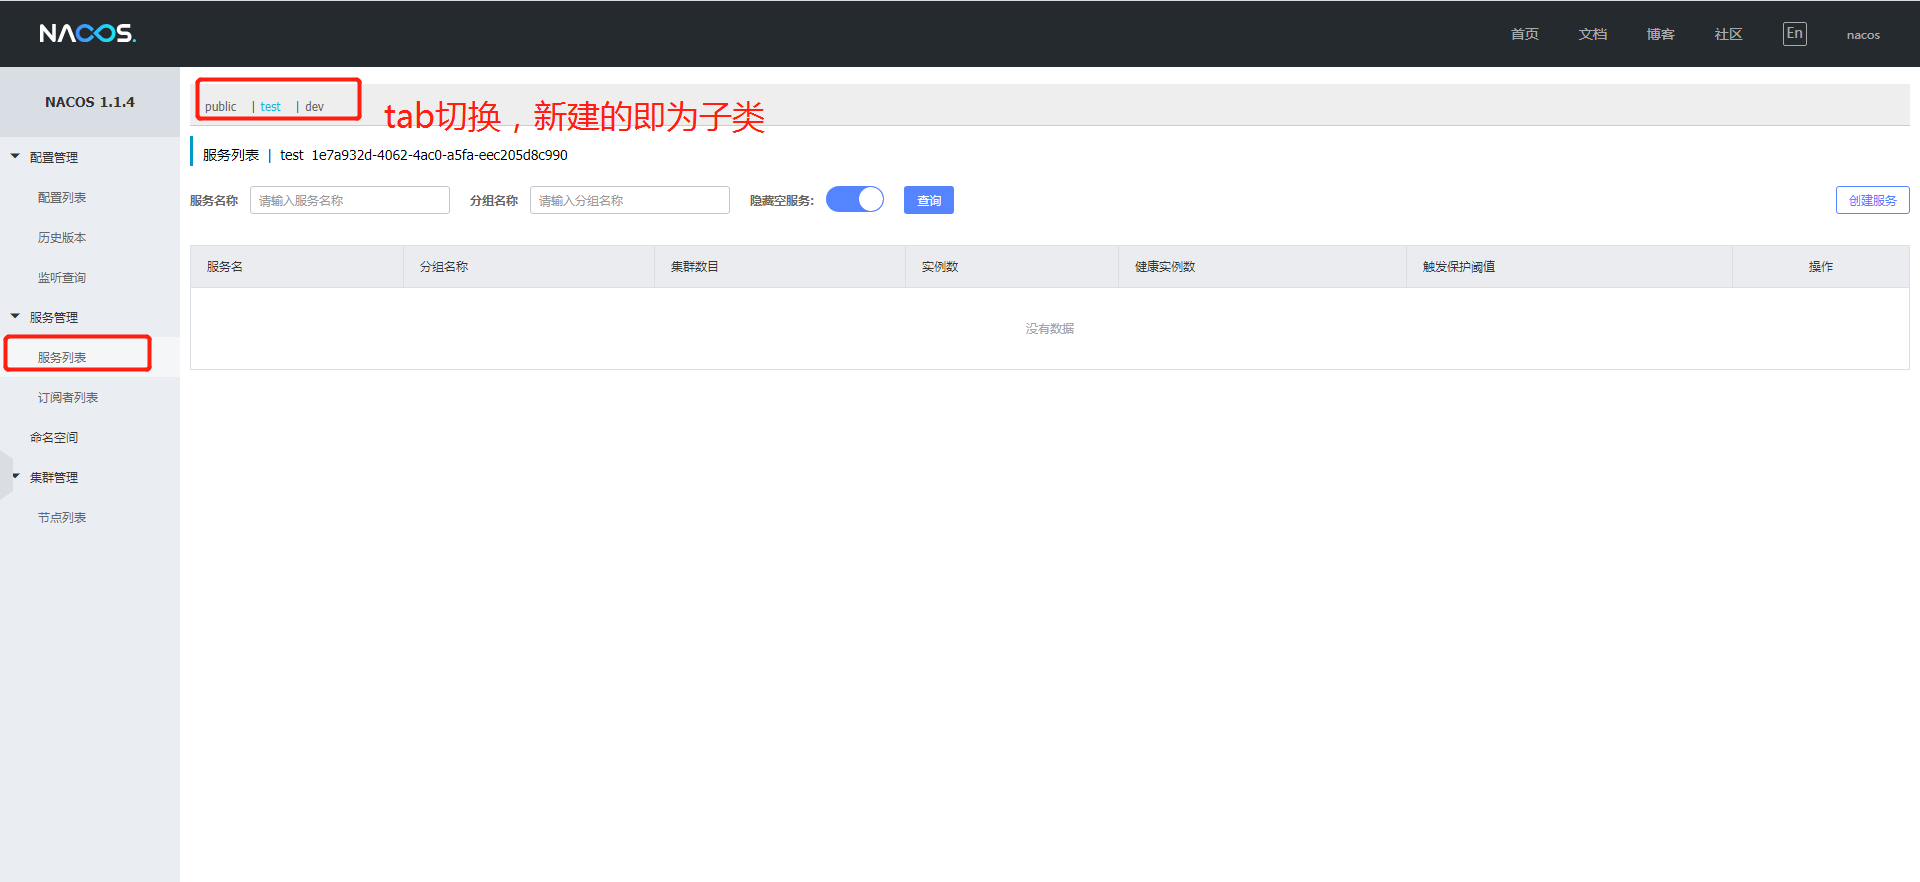 NACOS.
首页 文档 博客 社区 En nacos
NACOS 1.1.4
配置管理
配置列表
历史版本
监听查询
服务管理
服务列表
订阅者列表
命名空间
集群管理
节点列表
public | test | dev
tab切换，新建的即为子类
服务列表 | test 1e7a932d-4062-4ac0-a5fa-eec205d8c990
服务名称 请输入服务名称 分组名称 请输入分组名称 隐藏空服务: 查询 创建服务
服务名 分组名称 集群数目 实例数 健康实例数 触发保护阈值 操作
没有数据